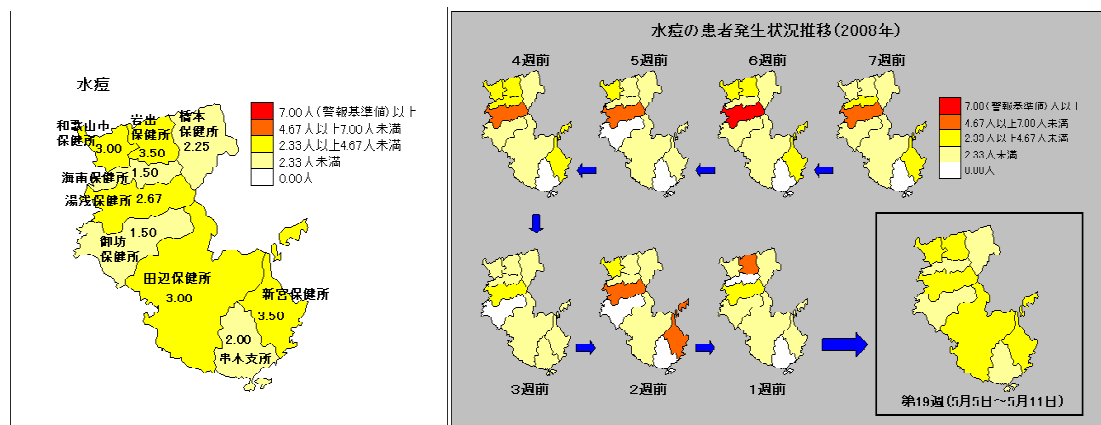 水痘
和歌山市
保健所
3.00
岩出
保健所
3.50
橋本
保健所
2.25
1.50
海南保健所
湯浅保健所 2.67
1.50
御坊
保健所
田辺保健所
3.00
新宮保健所
3.50
2.00
串本支所
7.00人(警報基準値)以上
4.67人以上7.00人未満
2.33人以上4.67人未満
2.33人未満
0.00人
水痘の患者発生状況推移(2008年)
4週前 5週前 6週前 7週前
7.00(警報基準値)人以上
4.67人以上7.00人未満
2.33人以上4.67人未満
2.33人未満
0.00人
3週前 2週前 1週前
第19週(5月5日～5月11日)